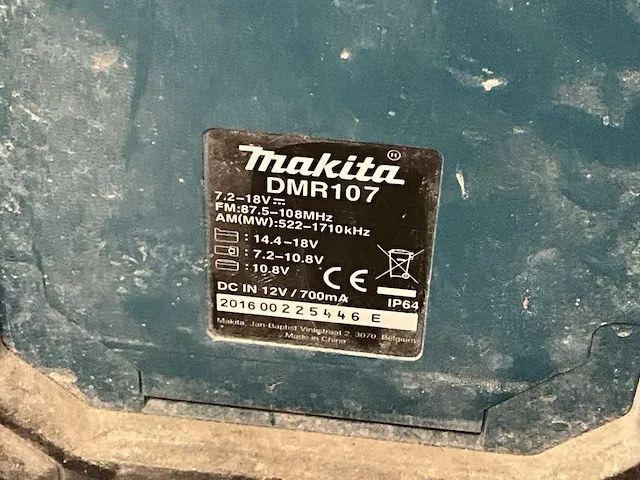 makita
DMR107
7.2–18V⎓
FM:87.5–108MHz
AM(MW):522–1710kHz
: 14.4–18V
: 7.2–10.8V
: 10.8V
CE
DC IN 12V / 700mA
IP64
2016 00 225446 E
Makita, Jan-Baptist Vinkstraat 2, 3070, Belgium
Made in China